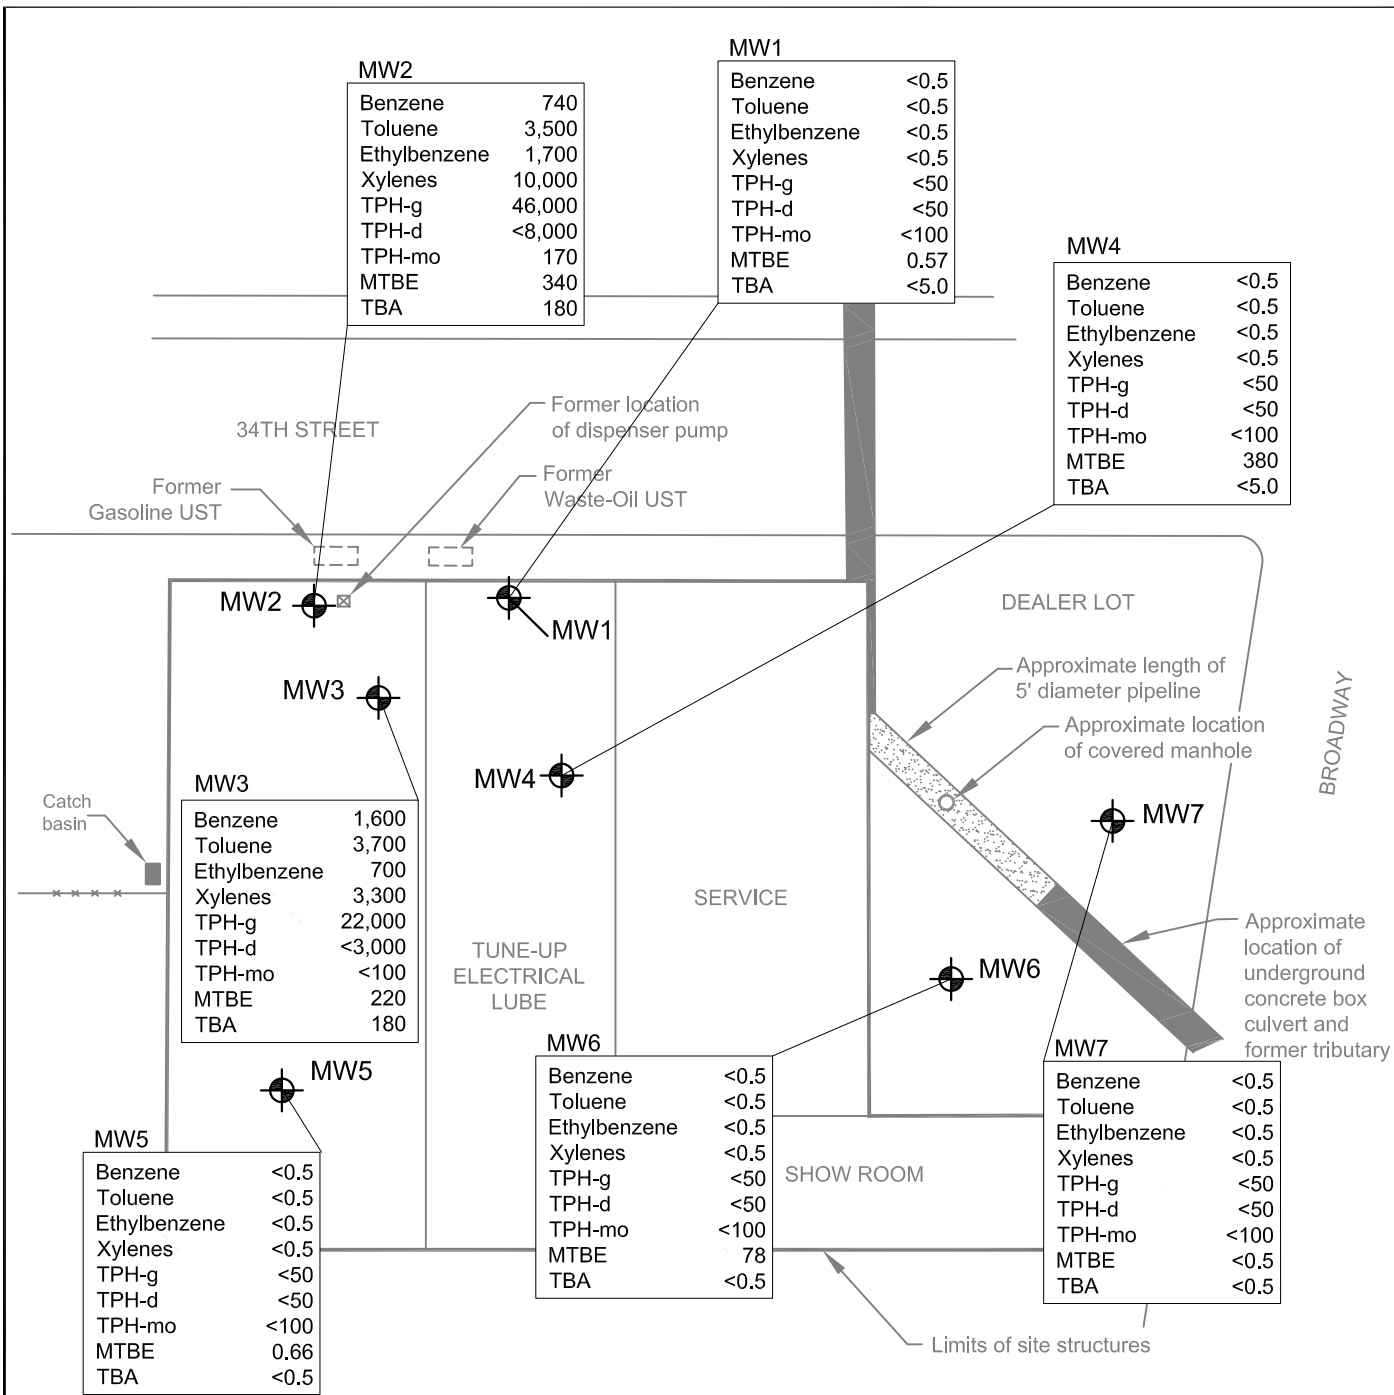 MW1
Benzene <0.5
Toluene <0.5
Ethylbenzene <0.5
Xylenes <0.5
TPH-g <50
TPH-d <50
TPH-mo <100
MTBE 0.57
TBA <5.0
MW2
Benzene 740
Toluene 3,500
Ethylbenzene 1,700
Xylenes 10,000
TPH-g 46,000
TPH-d <8,000
TPH-mo 170
MTBE 340
TBA 180
MW4
Benzene <0.5
Toluene <0.5
Ethylbenzene <0.5
Xylenes <0.5
TPH-g <50
TPH-d <50
TPH-mo <100
MTBE 380
TBA <5.0
34TH STREET
Former location
of dispenser pump
Former
Gasoline UST
Former
Waste-Oil UST
MW2
MW1
DEALER LOT
MW3
Approximate length of
5' diameter pipeline
Approximate location
of covered manhole
BROADWAY
MW4
MW7
Catch
basin
MW3
Benzene 1,600
Toluene 3,700
Ethylbenzene 700
Xylenes 3,300
TPH-g 22,000
TPH-d <3,000
TPH-mo <100
MTBE 220
TBA 180
SERVICE
TUNE-UP
ELECTRICAL
LUBE
MW6
Approximate
location of
underground
concrete box
culvert and
former tributary
MW5
MW6
Benzene <0.5
Toluene <0.5
Ethylbenzene <0.5
Xylenes <0.5
TPH-g <50
TPH-d <50
TPH-mo <100
MTBE 78
TBA <0.5
SHOW ROOM
MW7
Benzene <0.5
Toluene <0.5
Ethylbenzene <0.5
Xylenes <0.5
TPH-g <50
TPH-d <50
TPH-mo <100
MTBE <0.5
TBA <0.5
MW5
Benzene <0.5
Toluene <0.5
Ethylbenzene <0.5
Xylenes <0.5
TPH-g <50
TPH-d <50
TPH-mo <100
MTBE 0.66
TBA <0.5
Limits of site structures